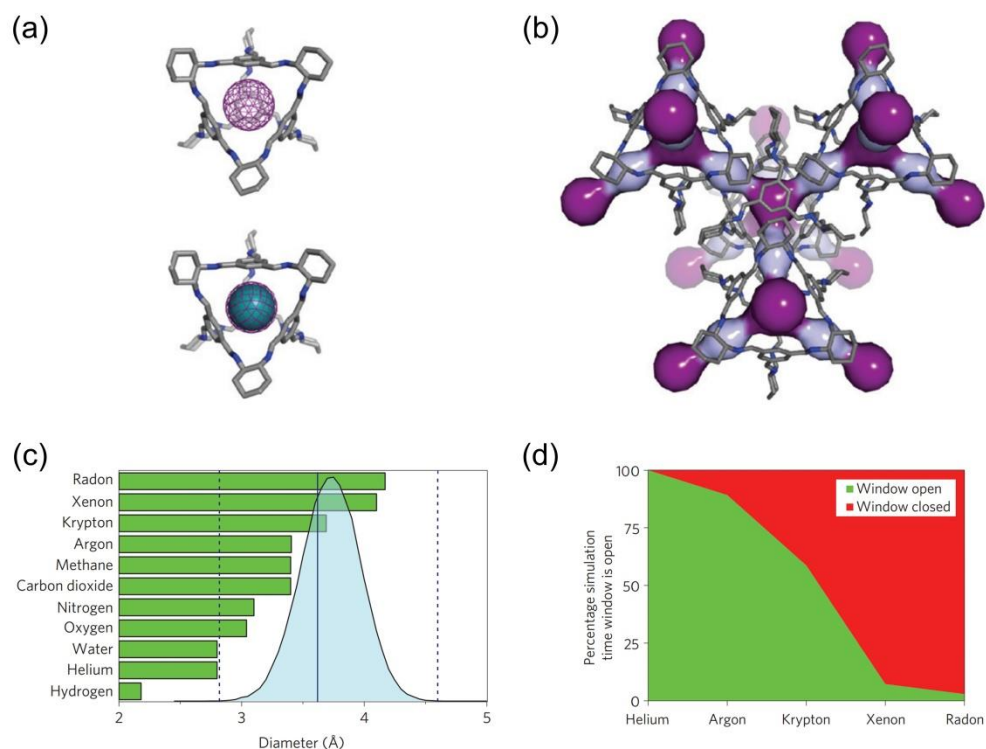 (a)
(b)
(c)
Radon
Xenon
Krypton
Argon
Methane
Carbon dioxide
Nitrogen
Oxygen
Water
Helium
Hydrogen
2 3 4 5
Diameter (Å)
(d)
Percentage simulation
time window is open
100
75
50
25
0
Window open
Window closed
Helium Argon Krypton Xenon Radon